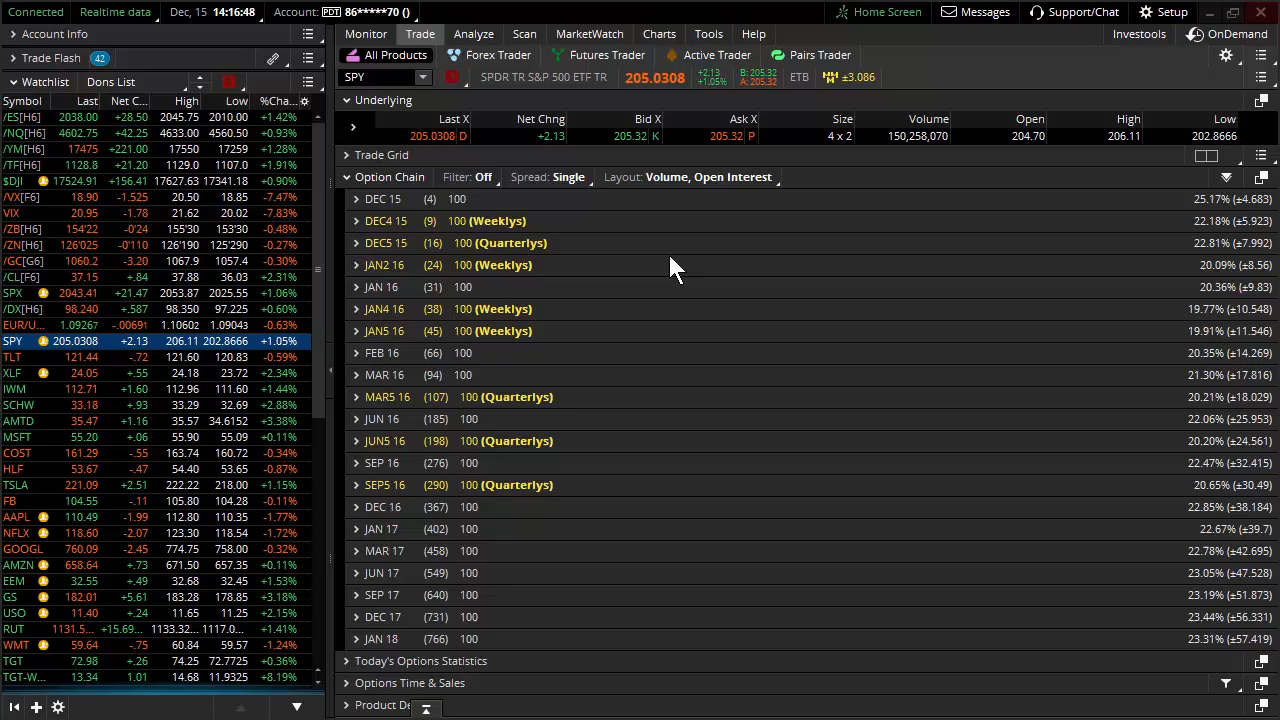 Connected Realtime data Dec, 15 14:16:48 Account: PDT 86*****70 () Home Screen Messages Support/Chat Setup
Account Info
Trade Flash 42
Watchlist Dons List
Symbol Last Net C... High Low %Cha...
/ES[H6] 2038.00 +28.50 2045.75 2010.00 +1.42%
/NQ[H6] 4602.75 +42.25 4633.00 4560.50 +0.93%
/YM[H6] 17475 +221.00 17550 17259 +1.28%
/TF[H6] 1128.8 +21.20 1129.0 1107.0 +1.91%
$DJI 17524.91 +156.41 17627.63 17341.18 +0.90%
/VX[F6] 18.90 -1.525 20.50 18.85 -7.47%
VIX 20.95 -1.78 21.62 20.02 -7.83%
/ZB[H6] 154'22 -0'24 155'30 153'30 -0.48%
/ZN[H6] 126'025 -0'110 126'190 125'290 -0.27%
/GC[G6] 1060.2 -3.20 1067.9 1057.4 -0.30%
/CL[F6] 37.15 +.84 37.88 36.03 +2.31%
SPX 2043.41 +21.47 2053.87 2025.55 +1.06%
/DX[H6] 98.240 +.587 98.350 97.225 +0.60%
EUR/U... 1.09267 -.00691 1.10602 1.09043 -0.63%
SPY 205.0308 +2.13 206.11 202.8666 +1.05%
TLT 121.44 -.72 121.60 120.83 -0.59%
XLF 24.05 +.55 24.18 23.72 +2.34%
IWM 112.71 +1.60 112.96 111.60 +1.44%
SCHW 33.18 +.93 33.29 32.69 +2.88%
AMTD 35.47 +1.16 35.57 34.6152 +3.38%
MSFT 55.20 +.06 55.90 55.09 +0.11%
COST 161.29 -.55 163.74 160.72 -0.34%
HLF 53.67 -.47 54.40 53.65 -0.87%
TSLA 221.09 +2.51 222.22 218.00 +1.15%
FB 104.55 -.11 105.80 104.28 -0.11%
AAPL 110.49 -1.99 112.80 110.35 -1.77%
NFLX 118.60 -2.07 123.30 118.54 -1.72%
GOOGL 760.09 -2.45 774.75 758.00 -0.32%
AMZN 658.64 +.73 671.50 657.35 +0.11%
EEM 32.55 +.49 32.68 32.45 +1.53%
GS 182.01 +5.61 183.28 178.85 +3.18%
USO 11.40 +.24 11.65 11.25 +2.15%
RUT 1131.5... +15.69... 1133.32... 1117.0... +1.41%
WMT 59.64 -.75 60.84 59.57 -1.24%
TGT 72.98 +.26 74.25 72.7725 +0.36%
TGT-W... 13.34 1.01 14.68 11.9325 +8.19%
Monitor Trade Analyze Scan MarketWatch Charts Tools Help Investools OnDemand
All Products Forex Trader Futures Trader Active Trader Pairs Trader
SPY SPDR TR S&P 500 ETF TR 205.0308 +2.13 +1.05% B: 205.32 A: 205.32 ETB ±3.086
Underlying
Last X Net Chng Bid X Ask X Size Volume Open High Low
205.0308 D +2.13 205.32 K 205.32 P 4 x 2 150,258,070 204.70 206.11 202.8666
Trade Grid
Option Chain Filter: Off Spread: Single Layout: Volume, Open Interest
DEC 15 (4) 100 25.17% (±4.683)
DEC4 15 (9) 100 (Weeklys) 22.18% (±5.923)
DEC5 15 (16) 100 (Quarterlys) 22.81% (±7.992)
JAN2 16 (24) 100 (Weeklys) 20.09% (±8.56)
JAN 16 (31) 100 20.36% (±9.83)
JAN4 16 (38) 100 (Weeklys) 19.77% (±10.548)
JAN5 16 (45) 100 (Weeklys) 19.91% (±11.546)
FEB 16 (66) 100 20.35% (±14.269)
MAR 16 (94) 100 21.30% (±17.816)
MAR5 16 (107) 100 (Quarterlys) 20.21% (±18.029)
JUN 16 (185) 100 22.06% (±25.953)
JUN5 16 (198) 100 (Quarterlys) 20.20% (±24.561)
SEP 16 (276) 100 22.47% (±32.415)
SEP5 16 (290) 100 (Quarterlys) 20.65% (±30.49)
DEC 16 (367) 100 22.85% (±38.184)
JAN 17 (402) 100 22.67% (±39.7)
MAR 17 (458) 100 22.78% (±42.695)
JUN 17 (549) 100 23.05% (±47.528)
SEP 17 (640) 100 23.19% (±51.873)
DEC 17 (731) 100 23.44% (±56.331)
JAN 18 (766) 100 23.31% (±57.419)
Today's Options Statistics
Options Time & Sales
Product De